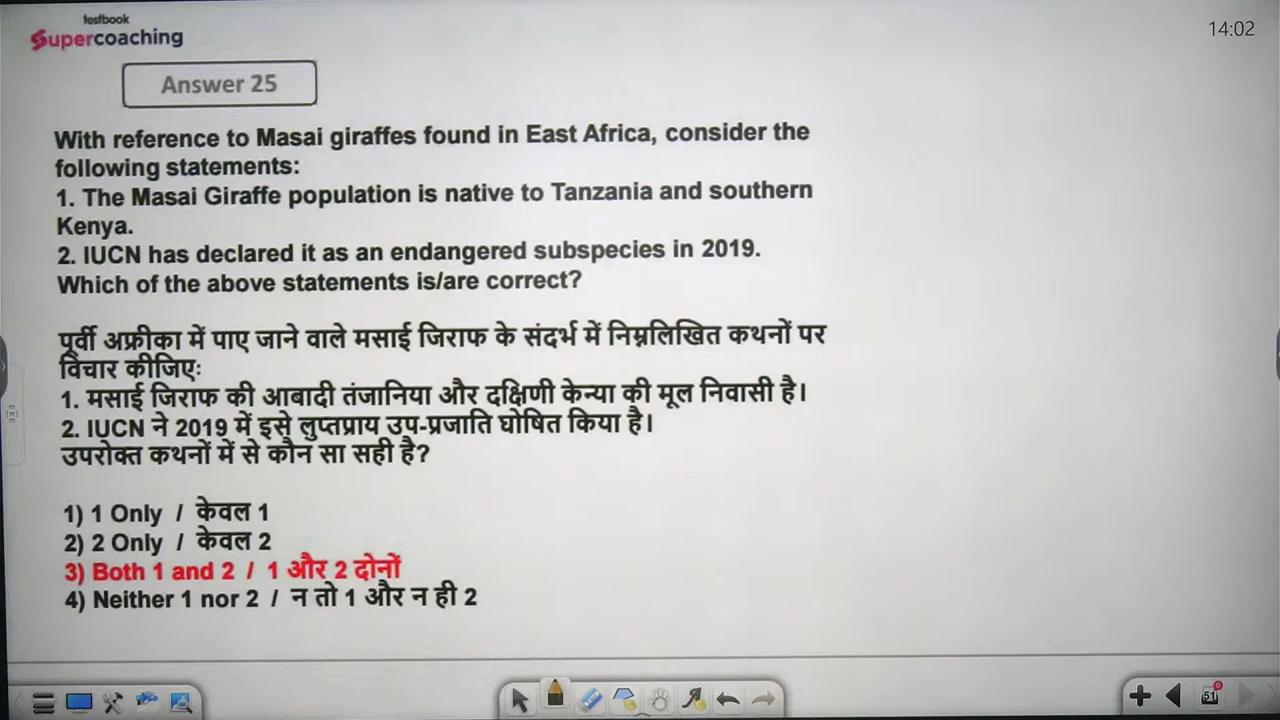 testbook
Supercoaching
14:02
Answer 25
With reference to Masai giraffes found in East Africa, consider the
following statements:
1. The Masai Giraffe population is native to Tanzania and southern
Kenya.
2. IUCN has declared it as an endangered subspecies in 2019.
Which of the above statements is/are correct?
पूर्वी अफ्रीका में पाए जाने वाले मसाई जिराफ के संदर्भ में निम्नलिखित कथनों पर
विचार कीजिए:
1. मसाई जिराफ की आबादी तंजानिया और दक्षिणी केन्या की मूल निवासी है।
2. IUCN ने 2019 में इसे लुप्तप्राय उप-प्रजाति घोषित किया है।
उपरोक्त कथनों में से कौन सा सही है?
1) 1 Only / केवल 1
2) 2 Only / केवल 2
3) Both 1 and 2 / 1 और 2 दोनों
4) Neither 1 nor 2 / न तो 1 और न ही 2
51
0